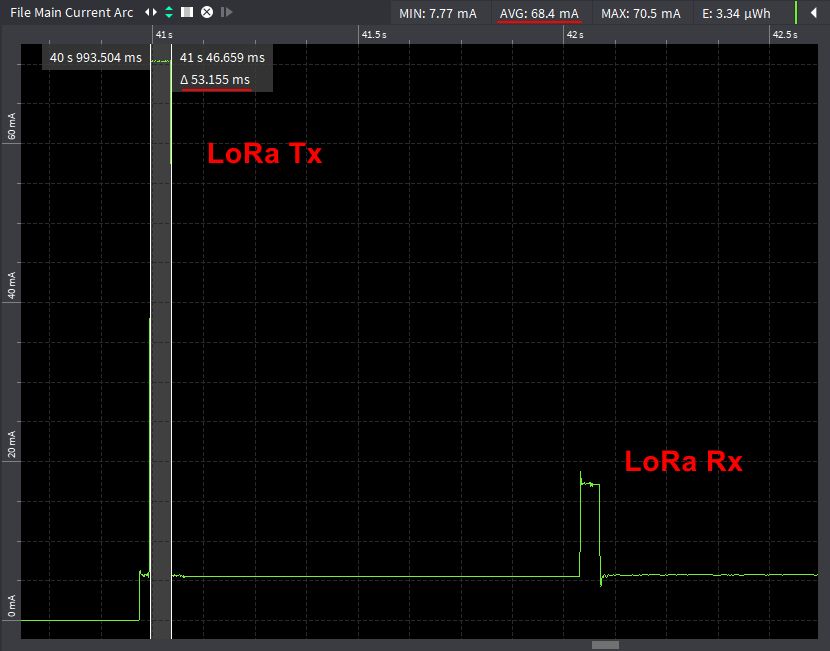 File Main Current Arc
MIN: 7.77 mA
AVG: 68.4 mA
MAX: 70.5 mA
E: 3.34 µWh
41 s
41.5 s
42 s
42.5 s
40 s 993.504 ms
41 s 46.659 ms
Δ 53.155 ms
60 mA
LoRa Tx
40 mA
20 mA
LoRa Rx
0 mA